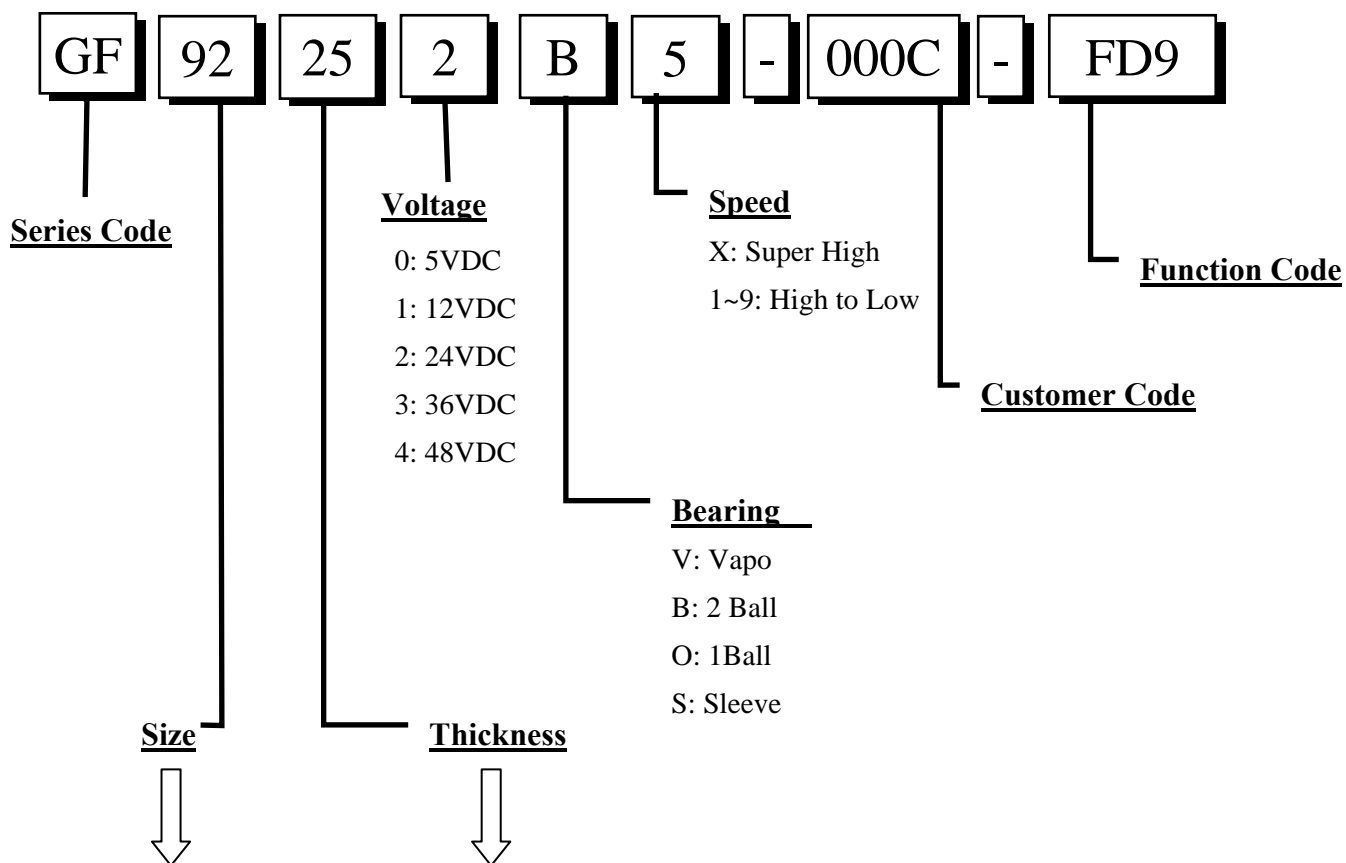 GF 92 25 2 B 5 - 000C - FD9
Series Code
Voltage
0: 5VDC
1: 12VDC
2: 24VDC
3: 36VDC
4: 48VDC
Speed
X: Super High
1~9: High to Low
Function Code
Customer Code
Bearing
V: Vapo
B: 2 Ball
O: 1Ball
S: Sleeve
Size
Thickness